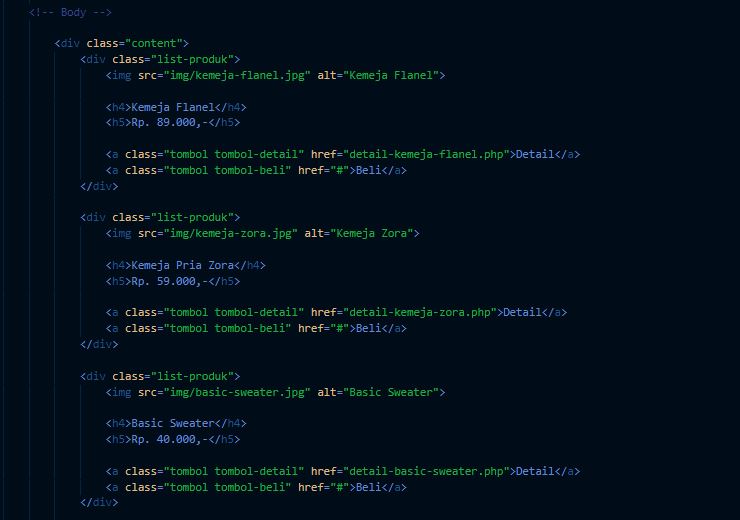 <!-- Body -->
<div class="content">
<div class="list-produk">
<img src="img/kemeja-flanel.jpg" alt="Kemeja Flanel">
<h4>Kemeja Flanel</h4>
<h5>Rp. 89.000,-</h5>
<a class="tombol tombol-detail" href="detail-kemeja-flanel.php">Detail</a>
<a class="tombol tombol-beli" href="#">Beli</a>
</div>
<div class="list-produk">
<img src="img/kemeja-zora.jpg" alt="Kemeja Zora">
<h4>Kemeja Pria Zora</h4>
<h5>Rp. 59.000,-</h5>
<a class="tombol tombol-detail" href="detail-kemeja-zora.php">Detail</a>
<a class="tombol tombol-beli" href="#">Beli</a>
</div>
<div class="list-produk">
<img src="img/basic-sweater.jpg" alt="Basic Sweater">
<h4>Basic Sweater</h4>
<h5>Rp. 40.000,-</h5>
<a class="tombol tombol-detail" href="detail-basic-sweater.php">Detail</a>
<a class="tombol tombol-beli" href="#">Beli</a>
</div>